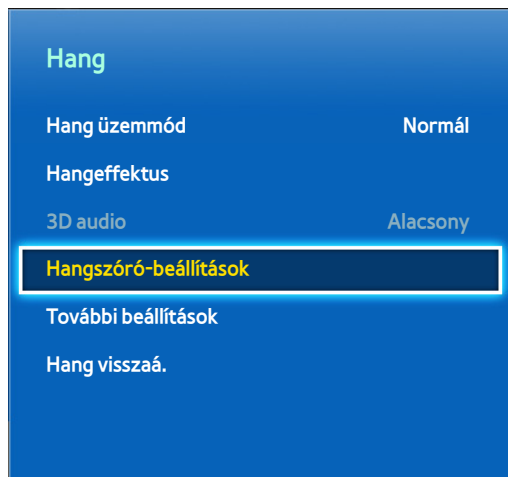 Hang
Hang üzemmód Normál
Hangeffektus
3D audio Alacsony
Hangszóró-beállítások
További beállítások
Hang visszaá.